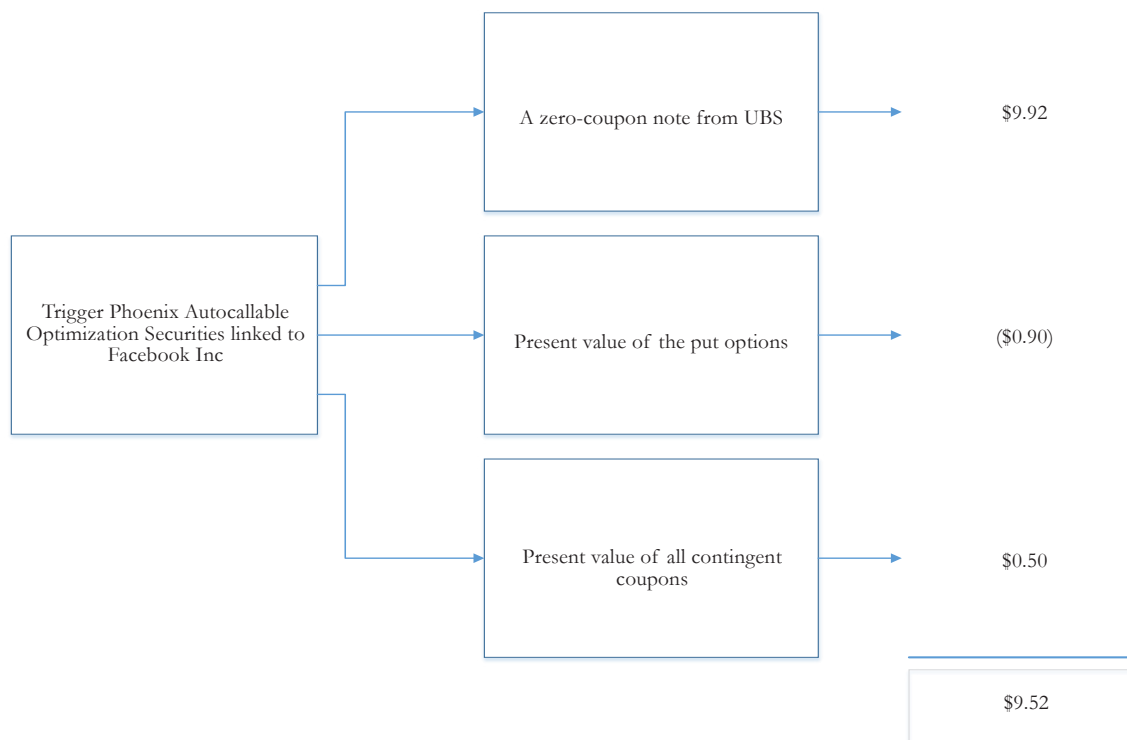 A zero-coupon note from UBS
$9.92
Trigger Phoenix Autocallable
Optimization Securities linked to
Facebook Inc
Present value of the put options
($0.90)
Present value of all contingent
coupons
$0.50
$9.52